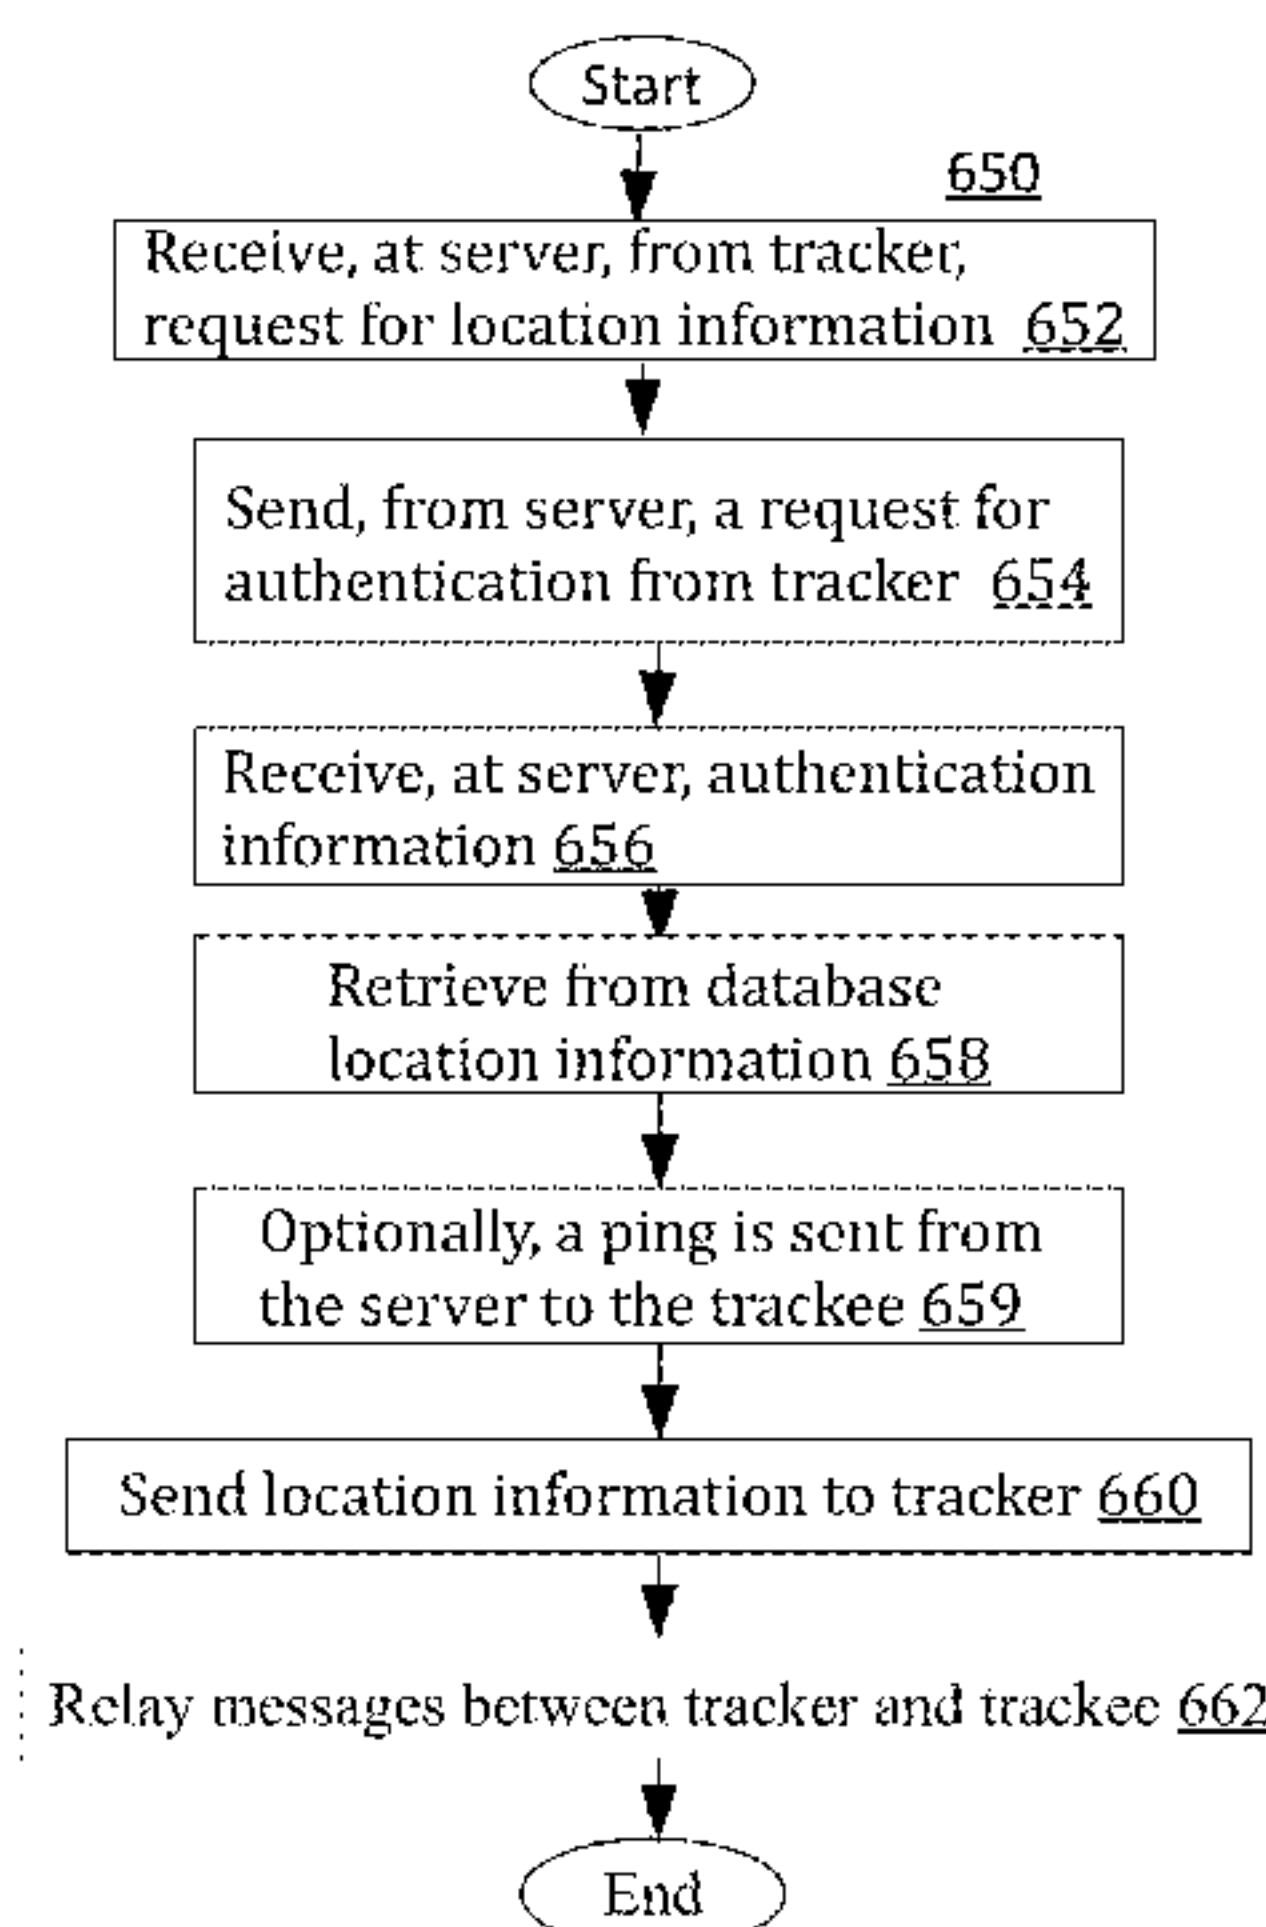 Start
650
Receive, at server, from tracker,
request for location information 652
Send, from server, a request for
authentication from tracker 654
Receive, at server, authentication
information 656
Retrieve from database
location information 658
Optionally, a ping is sent from
the server to the trackee 659
Send location information to tracker 660
Relay messages between tracker and trackee 662
End